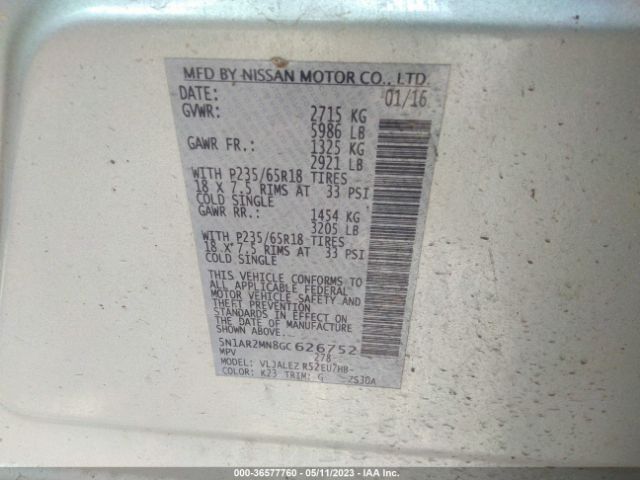 MFD BY NISSAN MOTOR CO., LTD.
DATE: 01/16
GVWR: 2715 KG
5986 LB
GAWR FR.: 1325 KG
2921 LB
WITH P235/65R18 TIRES
18 X 7.5 RIMS AT 33 PSI
COLD SINGLE
GAWR RR.: 1454 KG
3205 LB
WITH P235/65R18 TIRES
18 X 7.5 RIMS AT 33 PSI
COLD SINGLE
THIS VEHICLE CONFORMS TO
ALL APPLICABLE FEDERAL
MOTOR VEHICLE SAFETY AND
THEFT PREVENTION
STANDARDS IN EFFECT ON
THE DATE OF MANUFACTURE
SHOWN ABOVE.
5N1AR2MN8GC626752
MPV 278
MODEL: VLJALEZ R52EU7HB-
COLOR: K23 TRIM: G -2530A
000-36577760 - 05/11/2023 - IAA Inc.